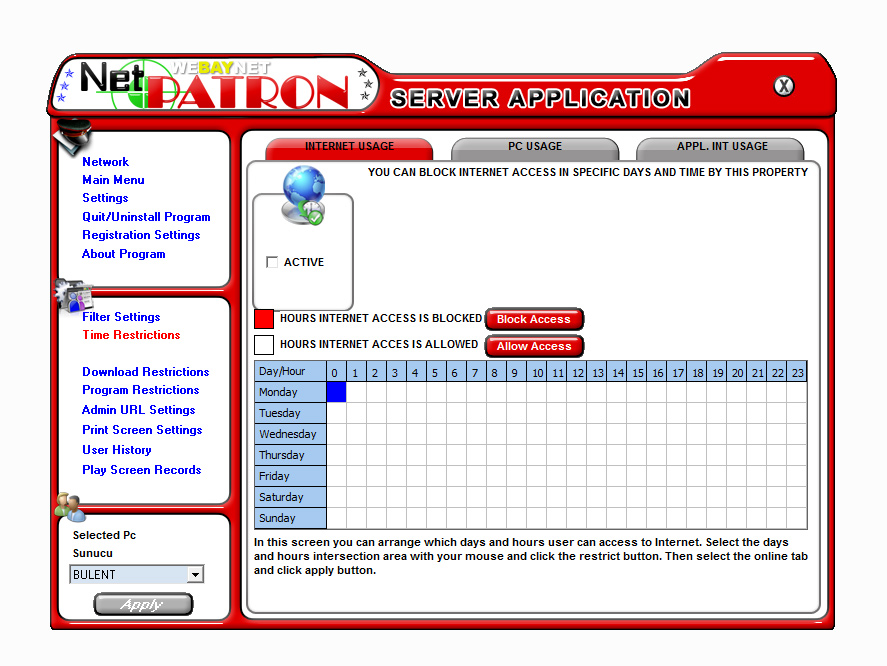 WEBAYNET
Net PATRON
SERVER APPLICATION
X
Network
Main Menu
Settings
Quit/Uninstall Program
Registration Settings
About Program
Filter Settings
Time Restrictions
Download Restrictions
Program Restrictions
Admin URL Settings
Print Screen Settings
User History
Play Screen Records
Selected Pc
Sunucu
BULENT
Apply
INTERNET USAGE PC USAGE APPL. INT USAGE
YOU CAN BLOCK INTERNET ACCESS IN SPECIFIC DAYS AND TIME BY THIS PROPERTY
ACTIVE
HOURS INTERNET ACCESS IS BLOCKED Block Access
HOURS INTERNET ACCES IS ALLOWED Allow Access
Day/Hour 0 1 2 3 4 5 6 7 8 9 10 11 12 13 14 15 16 17 18 19 20 21 22 23
Monday
Tuesday
Wednesday
Thursday
Friday
Saturday
Sunday
In this screen you can arrange which days and hours user can access to Internet. Select the days
and hours intersection area with your mouse and click the restrict button. Then select the online tab
and click apply button.